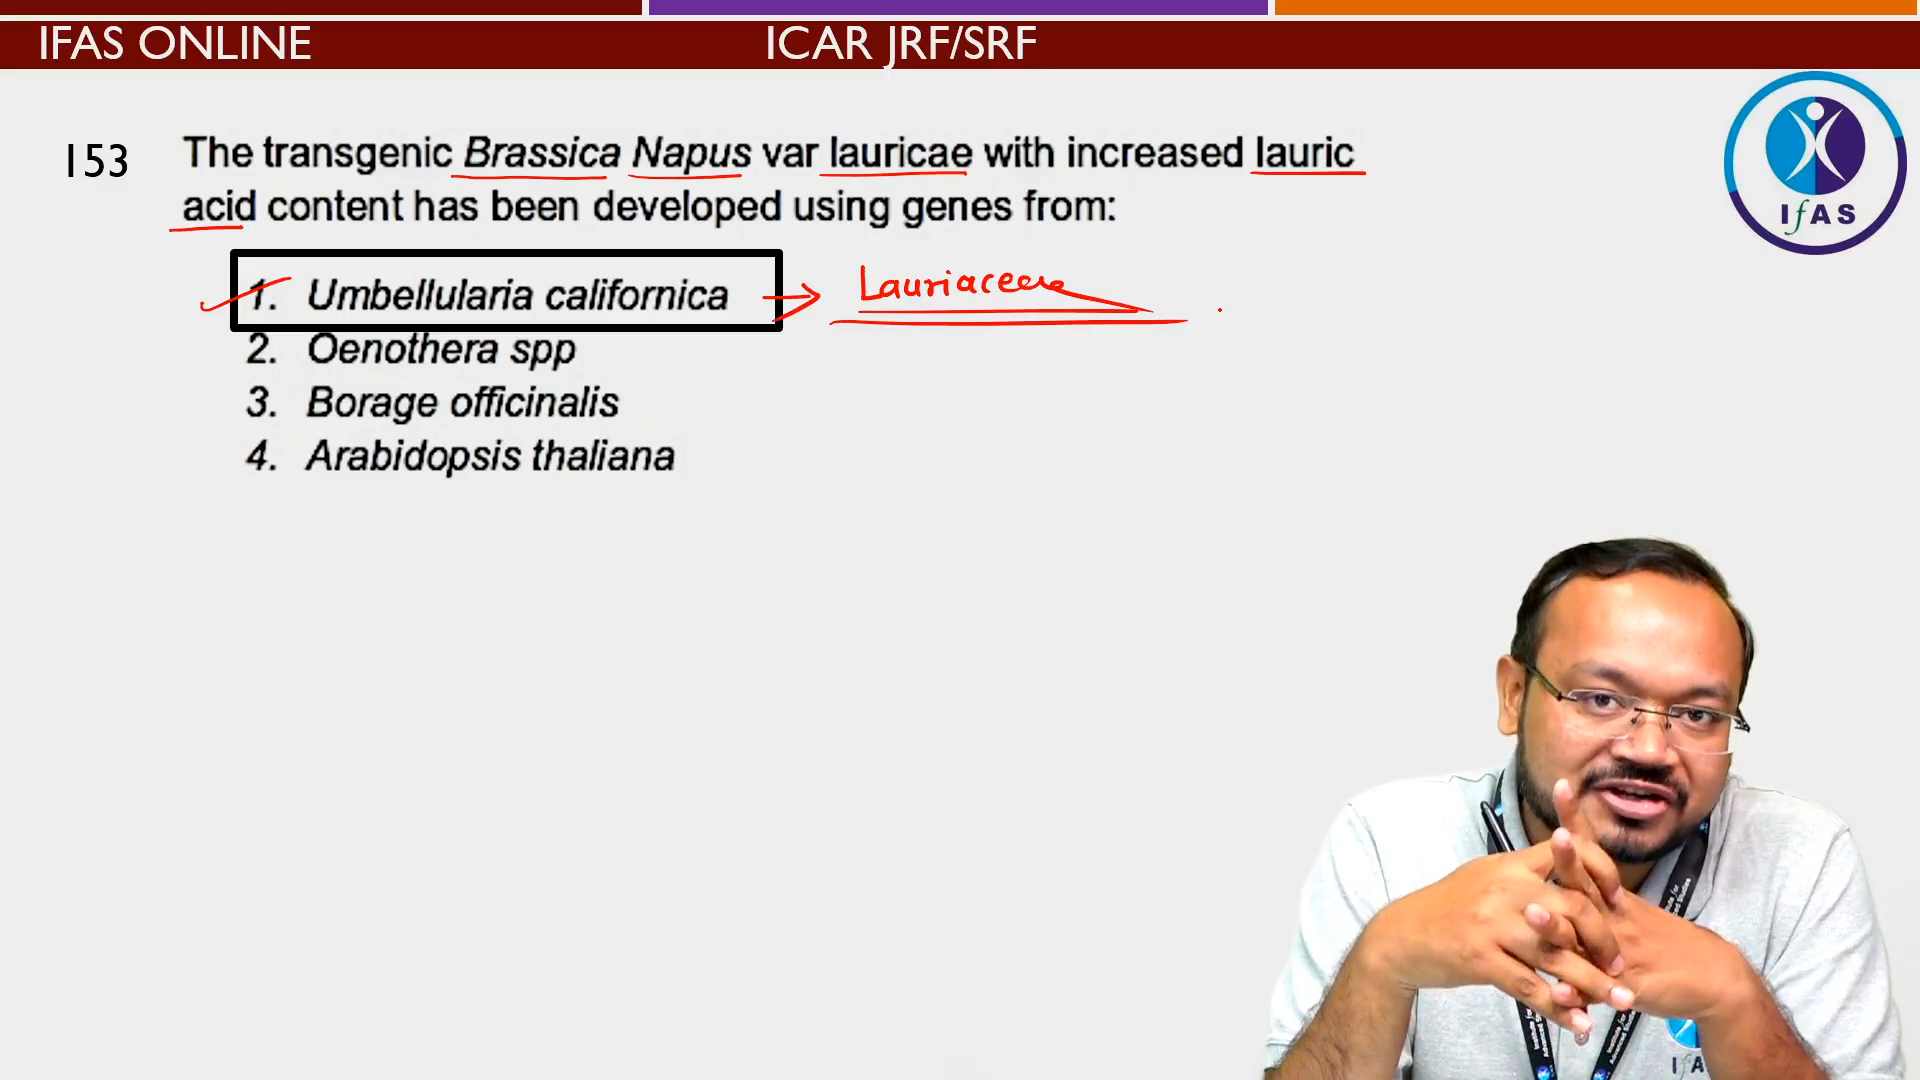 IFAS ONLINE
ICAR JRF/SRF
IfAS
153
The transgenic Brassica Napus var lauricae with increased lauric
acid content has been developed using genes from:
1. Umbellularia californica
Lauriaceae
2. Oenothera spp
3. Borage officinalis
4. Arabidopsis thaliana